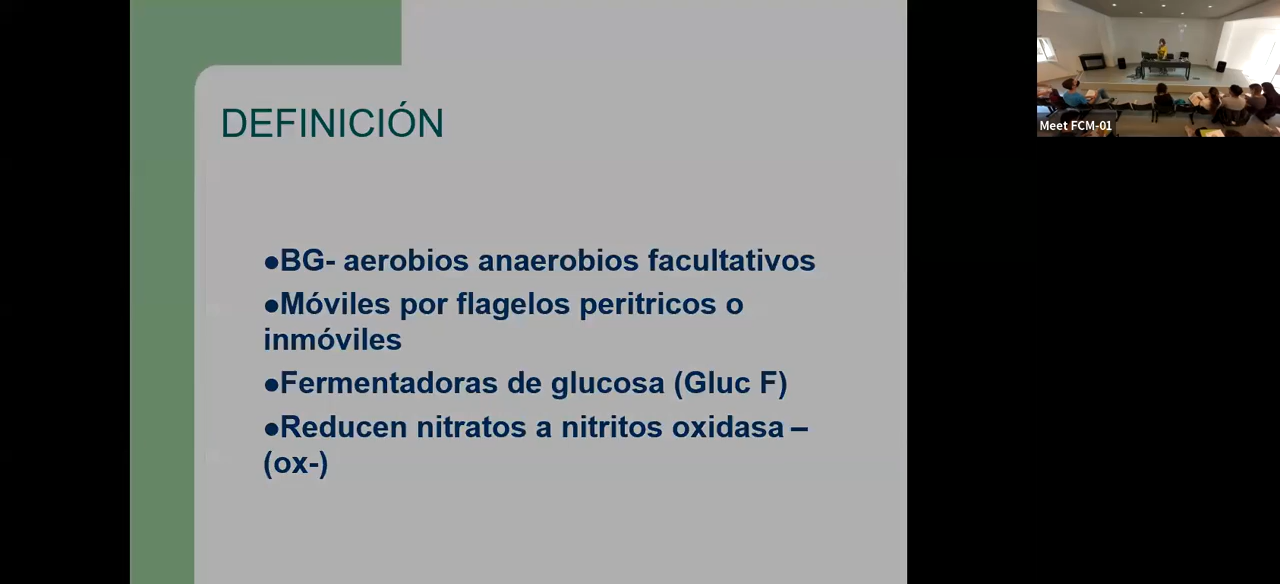 DEFINICIÓN
●BG- aerobios anaerobios facultativos
●Móviles por flagelos peritricos o
inmóviles
●Fermentadoras de glucosa (Gluc F)
●Reducen nitratos a nitritos oxidasa –
(ox-)
Meet FCM-01